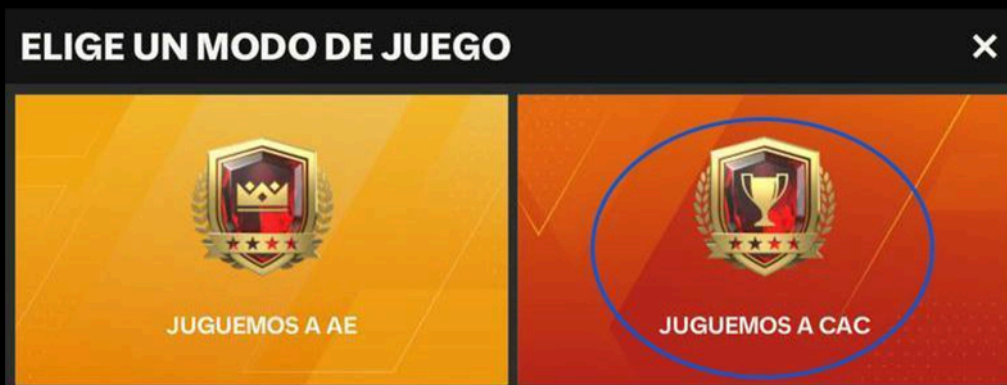 ELIGE UN MODO DE JUEGO
JUGUEMOS A AE
JUGUEMOS A CAC